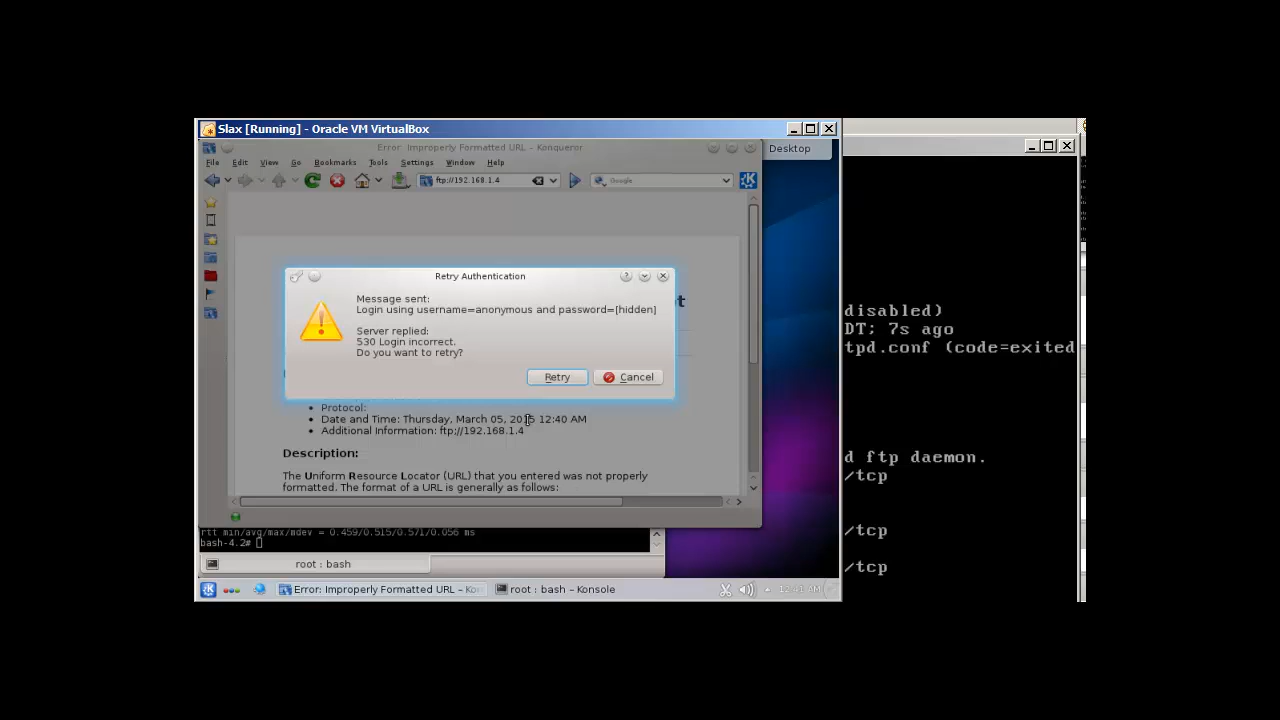 Slax [Running] - Oracle VM VirtualBox
Error: Improperly Formatted URL - Konqueror
Desktop
File Edit View Go Bookmarks Tools Settings Window Help
ftp://192.168.1.4
Google
Retry Authentication
Message sent:
Login using username=anonymous and password=[hidden]
Server replied:
530 Login incorrect.
Do you want to retry?
Retry Cancel
• Protocol:
• Date and Time: Thursday, March 05, 2015 12:40 AM
• Additional Information: ftp://192.168.1.4
Description:
The Uniform Resource Locator (URL) that you entered was not properly
formatted. The format of a URL is generally as follows:
rtt min/avg/max/mdev = 0.459/0.515/0.571/0.056 ms
bash-4.2#
root : bash
Error: Improperly Formatted URL – Kon
root : bash – Konsole
12:41 AM
disabled)
DT; 7s ago
tpd.conf (code=exited
d ftp daemon.
/tcp
/tcp
/tcp